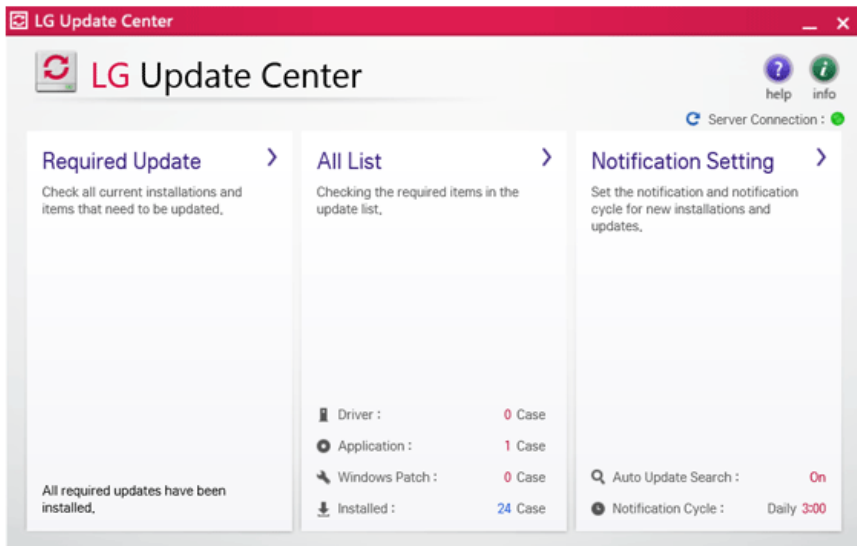 LG Update Center
LG Update Center
help info
Server Connection :
Required Update
Check all current installations and
items that need to be updated.
All required updates have been
installed.
All List
Checking the required items in the
update list.
Driver : 0 Case
Application : 1 Case
Windows Patch : 0 Case
Installed : 24 Case
Notification Setting
Set the notification and notification
cycle for new installations and
updates.
Auto Update Search : On
Notification Cycle : Daily 3:00